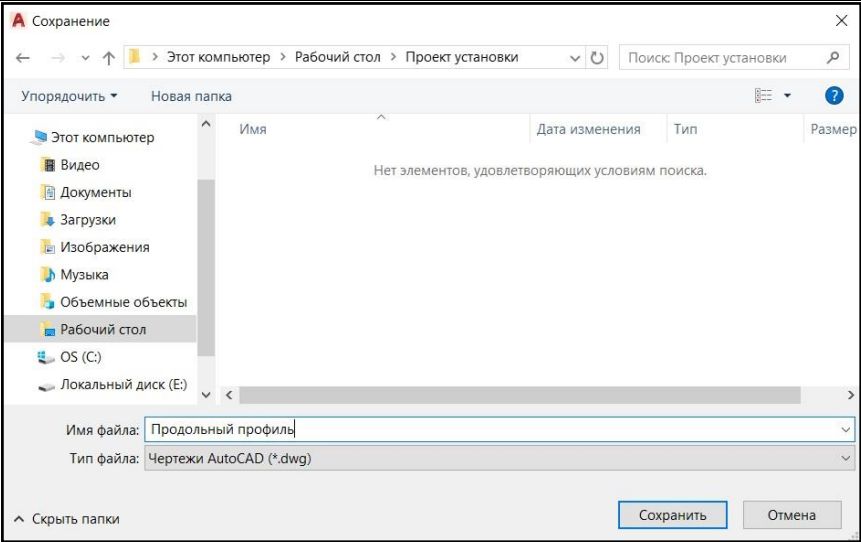 A Сохранение
Этот компьютер > Рабочий стол > Проект установки
Поиск: Проект установки
Упорядочить Новая папка
?
Этот компьютер
Видео
Документы
Загрузки
Изображения
Музыка
Объемные объекты
Рабочий стол
OS (C:)
Локальный диск (E:)
Имя Дата изменения Тип Размер
Нет элементов, удовлетворяющих условиям поиска.
Имя файла: Продольный профиль
Тип файла: Чертежи AutoCAD (*.dwg)
Скрыть папки
Сохранить Отмена